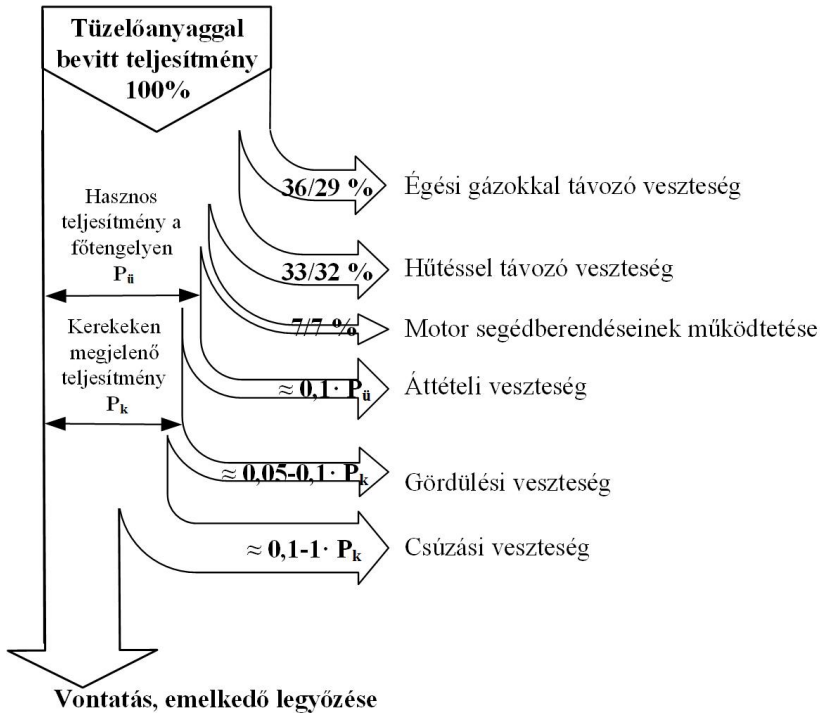 Tüzelőanyaggal
bevitt teljesítmény
100%
36/29 %
Égési gázokkal távozó veszteség
Hasznos
teljesítmény a
főtengelyen
Pü
33/32 %
Hűtéssel távozó veszteség
7/7 %
Motor segédberendéseinek működtetése
Kerekeken
megjelenő
teljesítmény
Pk
≈ 0,1· Pü
Áttételi veszteség
≈ 0,05-0,1· Pk
Gördülési veszteség
≈ 0,1-1· Pk
Csúzási veszteség
Vontatás, emelkedő legyőzése